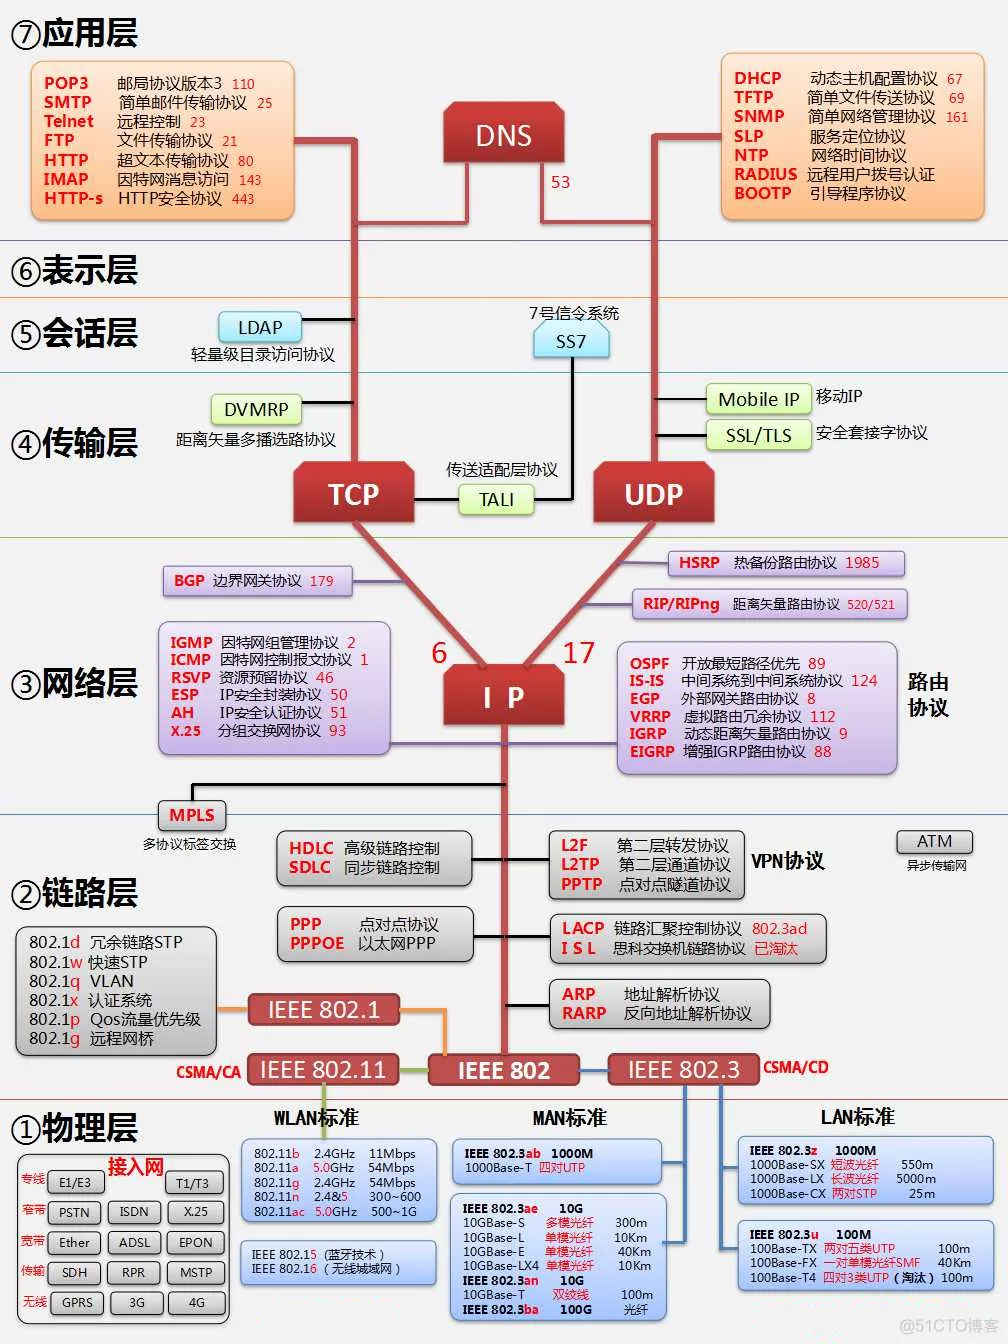 ⑦应用层
POP3 邮局协议版本3 110
SMTP 简单邮件传输协议 25
Telnet 远程控制 23
FTP 文件传输协议 21
HTTP 超文本传输协议 80
IMAP 因特网消息访问 143
HTTP-s HTTP安全协议 443
DNS
53
DHCP 动态主机配置协议 67
TFTP 简单文件传送协议 69
SNMP 简单网络管理协议 161
SLP 服务定位协议
NTP 网络时间协议
RADIUS 远程用户拨号认证
BOOTP 引导程序协议
⑥表示层
⑤会话层
LDAP
轻量级目录访问协议
7号信令系统
SS7
④传输层
DVMRP
距离矢量多播选路协议
Mobile IP 移动IP
SSL/TLS 安全套接字协议
TCP
传送适配层协议
TALI
UDP
③网络层
BGP 边界网关协议 179
HSRP 热备份路由协议 1985
RIP/RIPng 距离矢量路由协议 520/521
6
17
I P
IGMP 因特网组管理协议 2
ICMP 因特网控制报文协议 1
RSVP 资源预留协议 46
ESP IP安全封装协议 50
AH IP安全认证协议 51
X.25 分组交换网协议 93
OSPF 开放最短路径优先 89
IS-IS 中间系统到中间系统协议 124
EGP 外部网关路由协议 8
VRRP 虚拟路由冗余协议 112
IGRP 动态距离矢量路由协议 9
EIGRP 增强IGRP路由协议 88
路由
协议
MPLS
多协议标签交换
②链路层
HDLC 高级链路控制
SDLC 同步链路控制
L2F 第二层转发协议
L2TP 第二层通道协议
PPTP 点对点隧道协议
VPN协议
ATM
异步传输网
PPP 点对点协议
PPPOE 以太网PPP
LACP 链路汇聚控制协议 802.3ad
I S L 思科交换机链路协议 已淘汰
ARP 地址解析协议
RARP 反向地址解析协议
802.1d 冗余链路STP
802.1w 快速STP
802.1q VLAN
802.1x 认证系统
802.1p Qos流量优先级
802.1g 远程网桥
IEEE 802.1
CSMA/CA
IEEE 802.11
IEEE 802
IEEE 802.3
CSMA/CD
①物理层
接入网
专线 E1/E3 T1/T3
窄带 PSTN ISDN X.25
宽带 Ether ADSL EPON
传输 SDH RPR MSTP
无线 GPRS 3G 4G
WLAN标准
802.11b 2.4GHz 11Mbps
802.11a 5.0GHz 54Mbps
802.11g 2.4GHz 54Mbps
802.11n 2.4&5 300~600
802.11ac 5.0GHz 500~1G
IEEE 802.15（蓝牙技术）
IEEE 802.16（无线城域网）
MAN标准
IEEE 802.3ab 1000M
1000Base-T 四对UTP
IEEE 802.3ae 10G
10GBase-S 多模光纤 300m
10GBase-L 单模光纤 10Km
10GBase-E 单模光纤 40Km
10GBase-LX4 单模光纤 10Km
IEEE 802.3an 10G
10GBase-T 双绞线 100m
IEEE 802.3ba 100G 光纤
LAN标准
IEEE 802.3z 1000M
1000Base-SX 短波光纤 550m
1000Base-LX 长波光纤 5000m
1000Base-CX 两对STP 25m
IEEE 802.3u 100M
100Base-TX 两对五类UTP 100m
100Base-FX 一对单模光纤SMF 40Km
100Base-T4 四对3类UTP（淘汰）100m
@51CTO博客